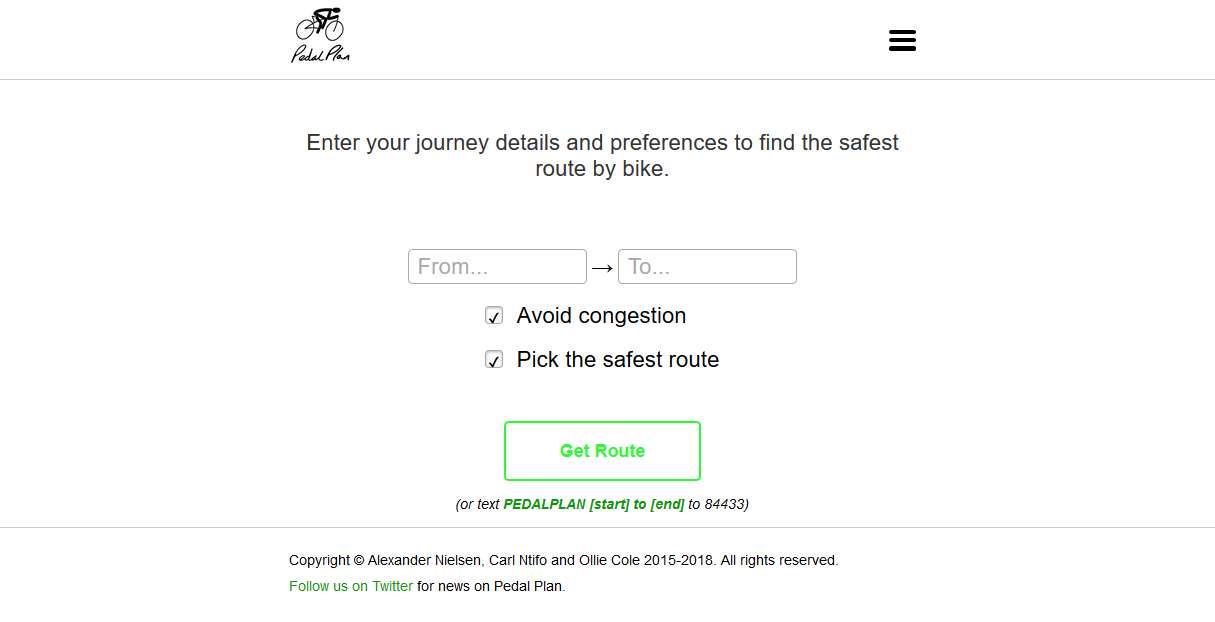 Pedal Plan
Enter your journey details and preferences to find the safest
route by bike.
From... → To...
Avoid congestion
Pick the safest route
Get Route
(or text PEDALPLAN [start] to [end] to 84433)
Copyright © Alexander Nielsen, Carl Ntifo and Ollie Cole 2015-2018. All rights reserved.
Follow us on Twitter for news on Pedal Plan.